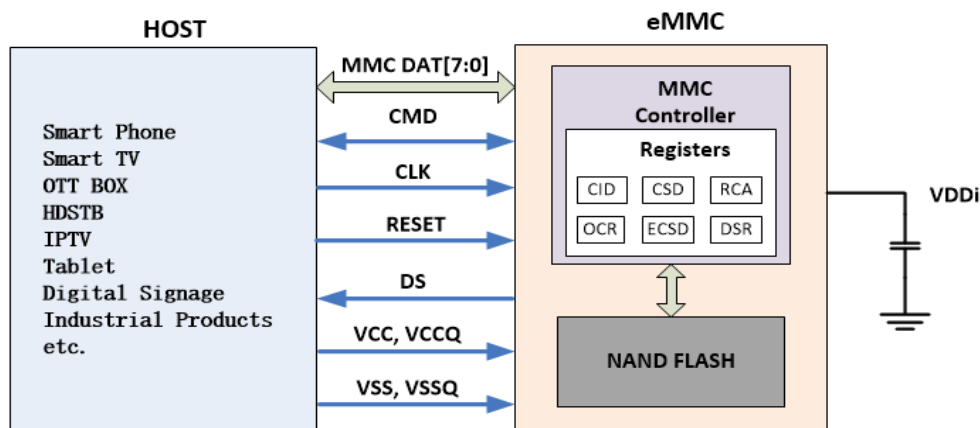 HOST
eMMC
Smart Phone
Smart TV
OTT BOX
HDSTB
IPTV
Tablet
Digital Signage
Industrial Products
etc.
MMC DAT[7:0]
CMD
CLK
RESET
DS
VCC, VCCQ
VSS, VSSQ
MMC
Controller
Registers
CID CSD RCA
OCR ECSD DSR
NAND FLASH
VDDi